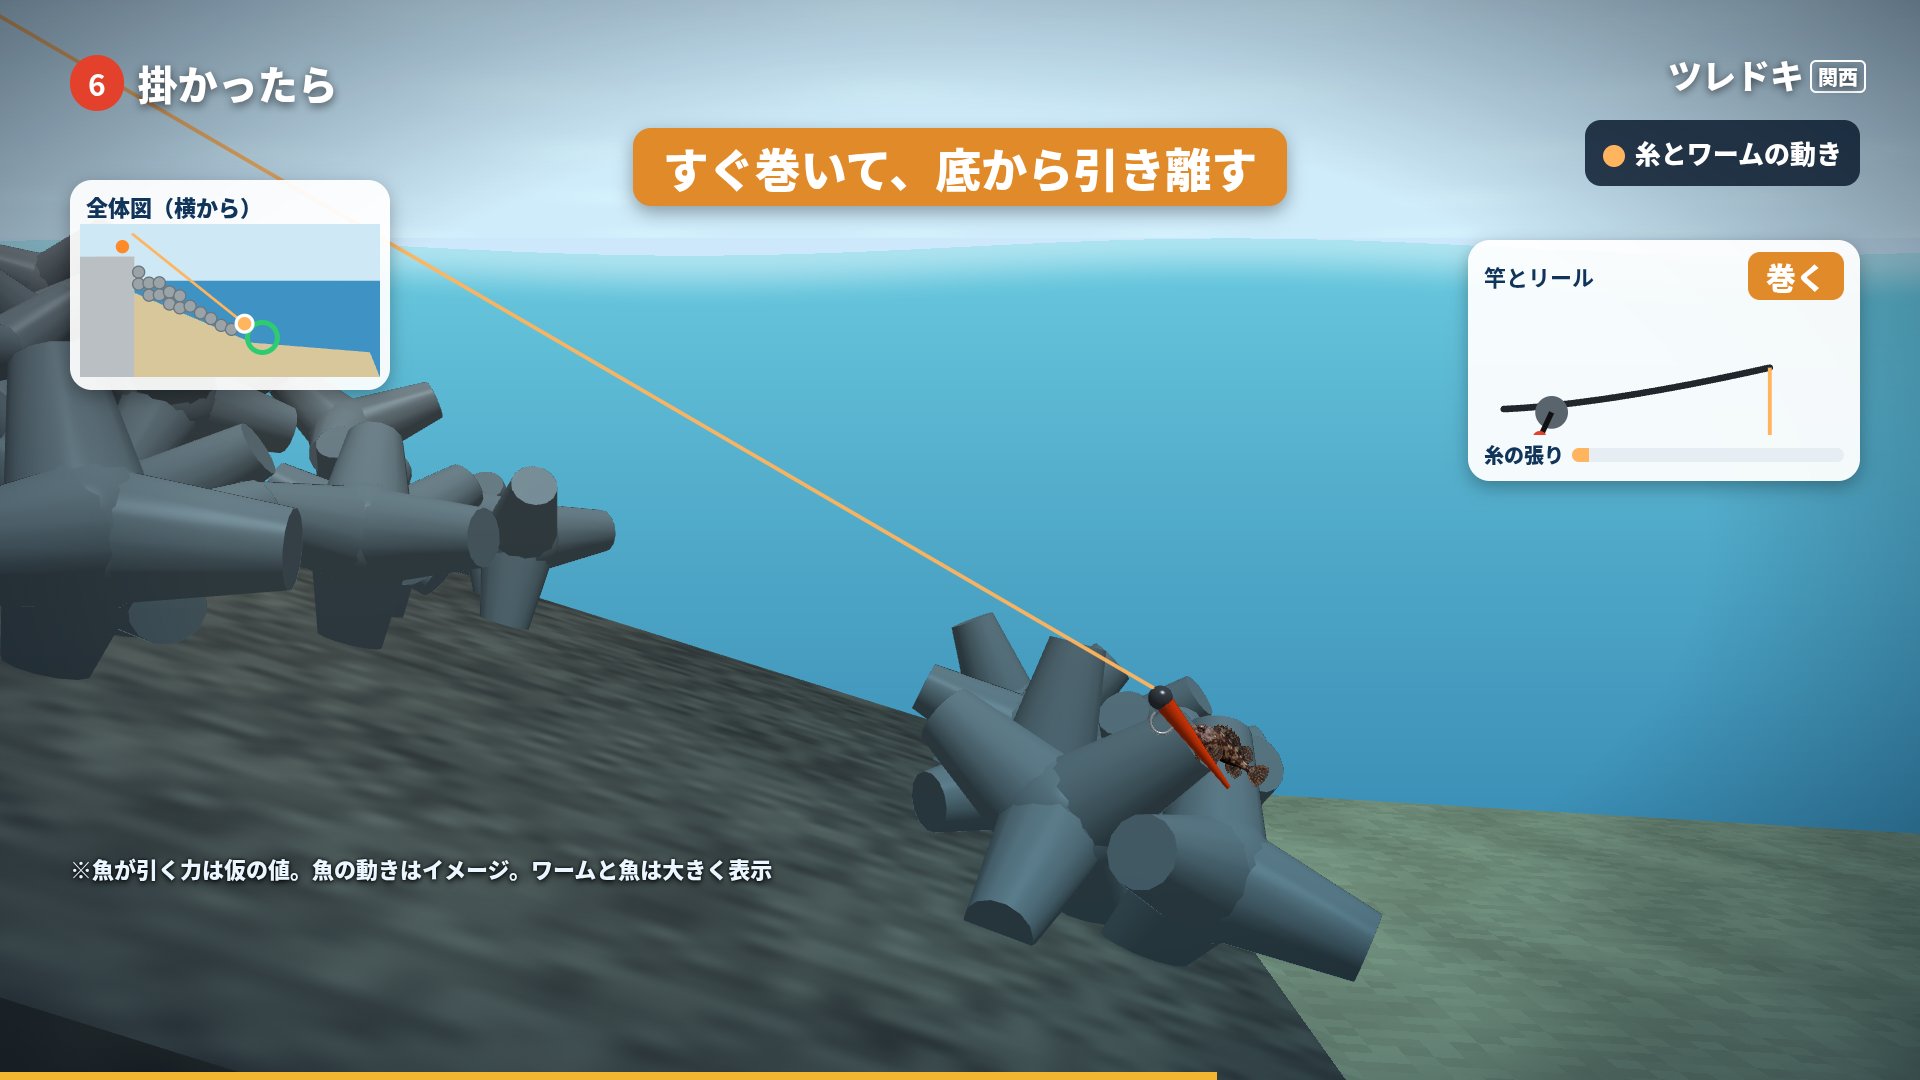 6 掛かったら
ツレドキ 関西
すぐ巻いて、底から引き離す
糸とワームの動き
全体図（横から）
竿とリール
巻く
糸の張り
※魚が引く力は仮の値。魚の動きはイメージ。ワームと魚は大きく表示